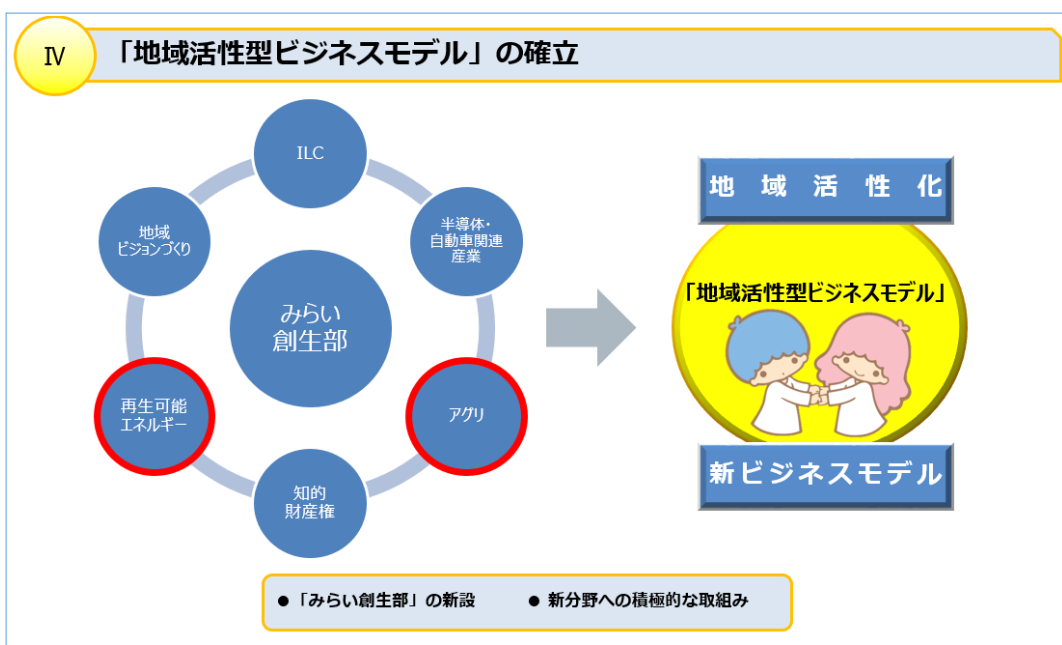 Ⅳ
「地域活性型ビジネスモデル」の確立
ILC
半導体・
自動車関連
産業
アグリ
知的
財産権
再生可能
エネルギー
地域
ビジョンづくり
みらい
創生部
地域活性化
「地域活性型ビジネスモデル」
新ビジネスモデル
● 「みらい創生部」の新設 ● 新分野への積極的な取組み